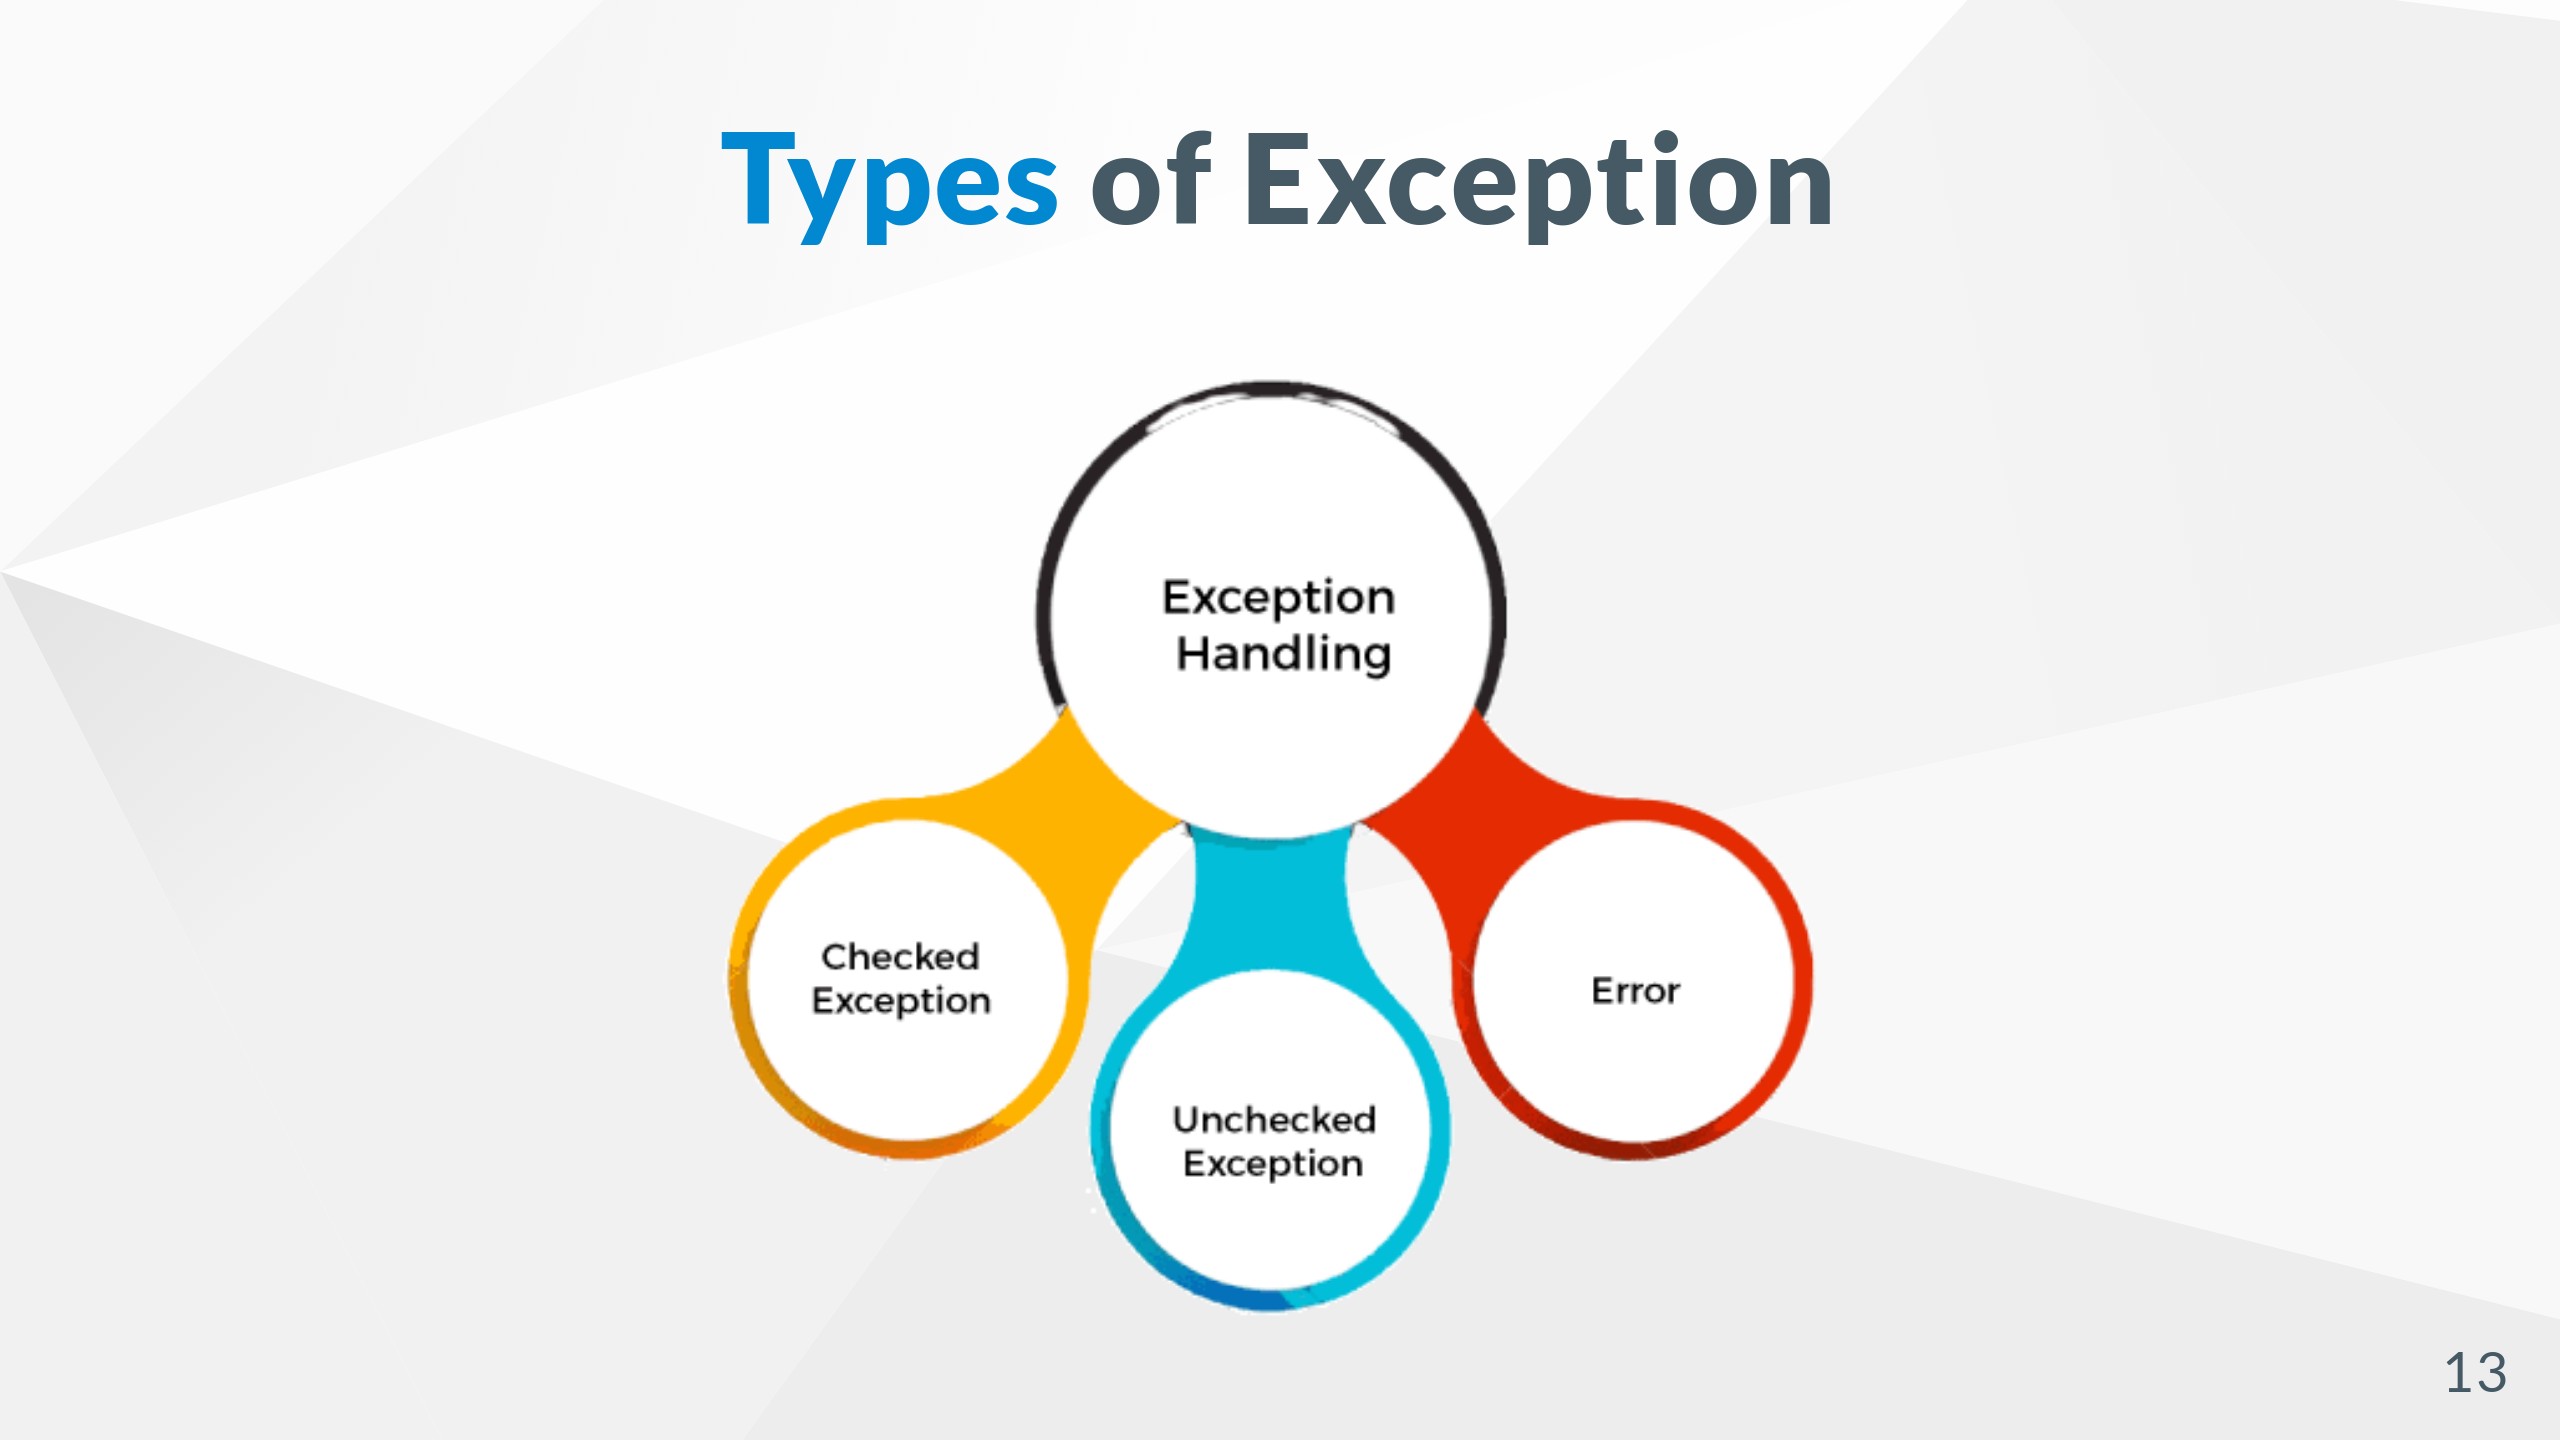 Types of Exception
Exception
Handling
Checked
Exception
Unchecked
Exception
Error
13